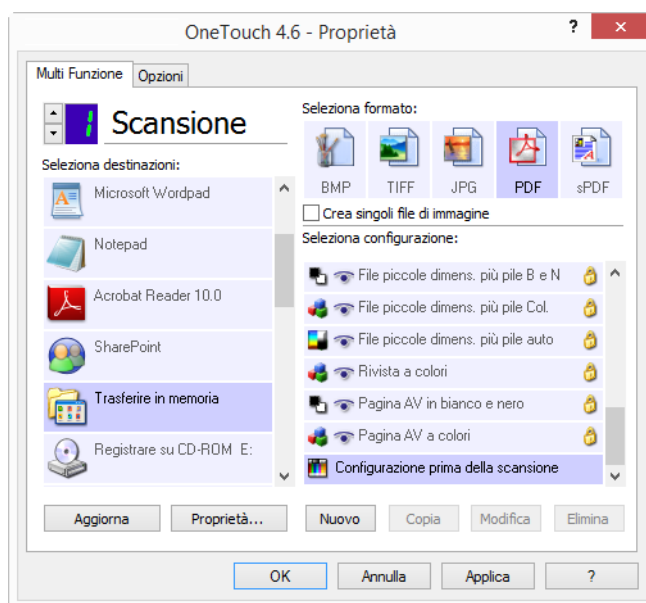 OneTouch 4.6 - Proprietà
?
×
Multi Funzione
Opzioni
1
Scansione
Seleziona destinazioni:
Microsoft Wordpad
Notepad
Acrobat Reader 10.0
SharePoint
Trasferire in memoria
Registrare su CD-ROM E:
Aggiorna
Proprietà...
Seleziona formato:
BMP
TIFF
JPG
PDF
sPDF
Crea singoli file di immagine
Seleziona configurazione:
File piccole dimens. più pile B e N
File piccole dimens. più pile Col.
File piccole dimens. più pile auto
Rivista a colori
Pagina AV in bianco e nero
Pagina AV a colori
Configurazione prima della scansione
Nuovo
Copia
Modifica
Elimina
OK
Annulla
Applica
?